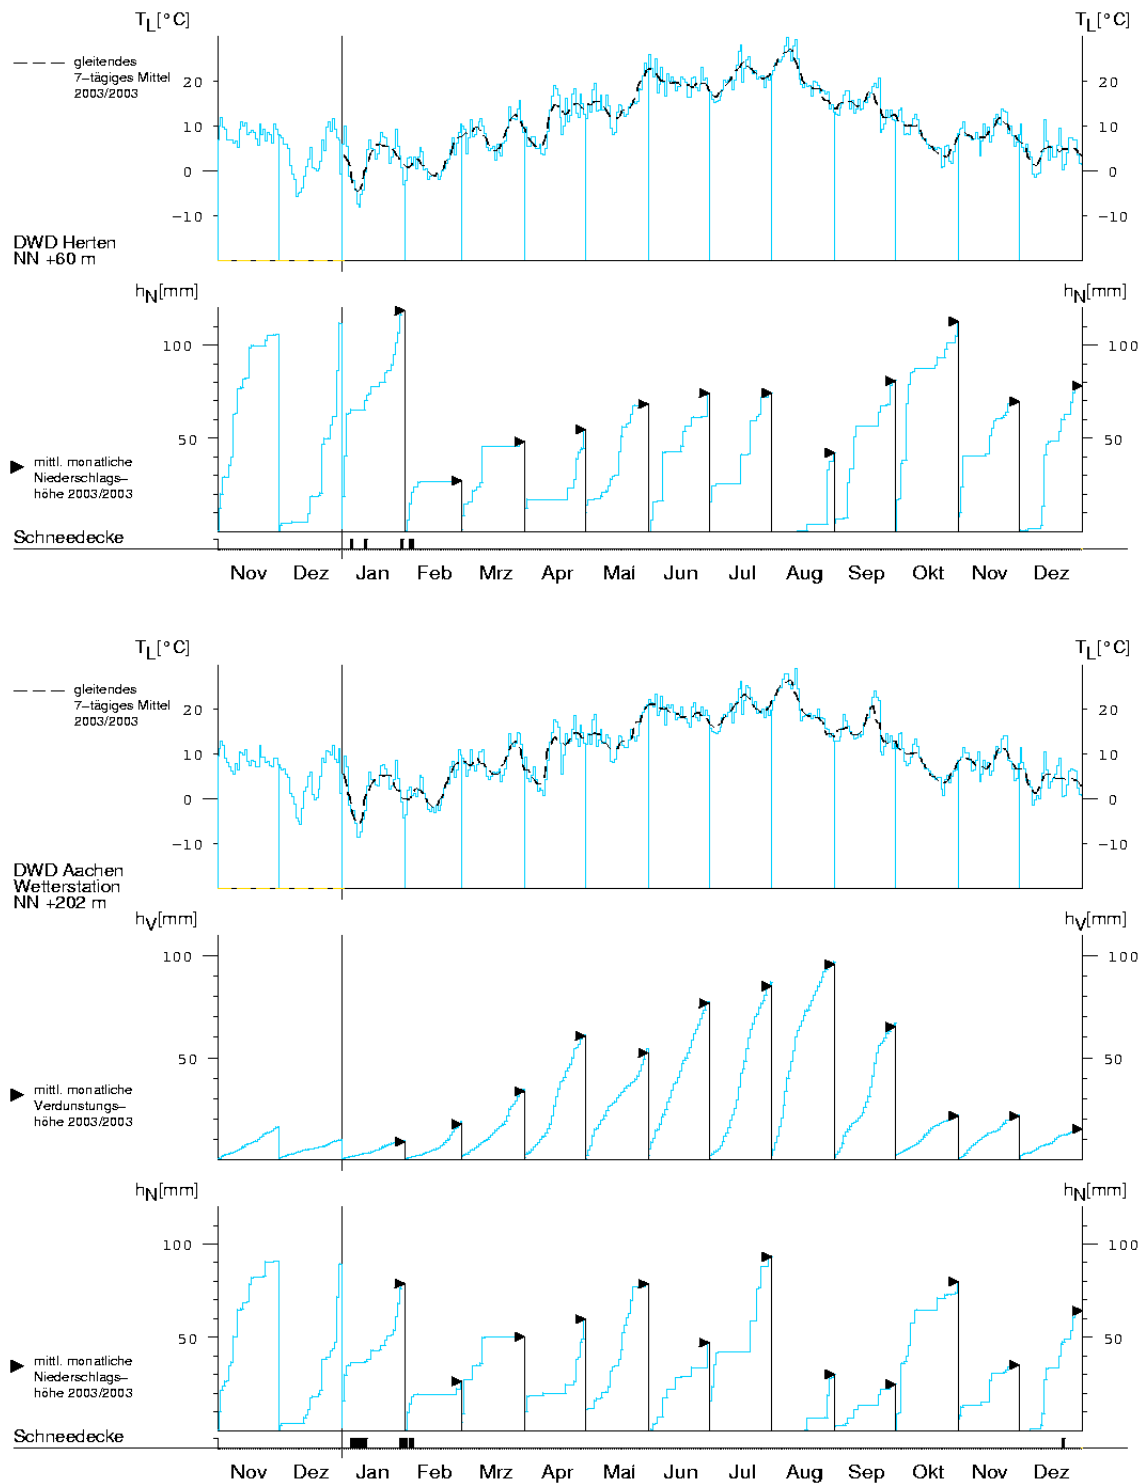 T_L[°C] T_L[°C]
gleitendes
7–tägiges Mittel
2003/2003
20 20
10 10
0 0
−10 −10
DWD Herten
NN +60 m
h_N[mm] h_N[mm]
100 100
50 50
mittl. monatliche
Niederschlags–
höhe 2003/2003
Schneedecke
Nov Dez Jan Feb Mrz Apr Mai Jun Jul Aug Sep Okt Nov Dez
T_L[°C] T_L[°C]
gleitendes
7–tägiges Mittel
2003/2003
20 20
10 10
0 0
−10 −10
DWD Aachen
Wetterstation
NN +202 m
h_V[mm] h_V[mm]
100 100
50 50
mittl. monatliche
Verdunstungs–
höhe 2003/2003
h_N[mm] h_N[mm]
100 100
50 50
mittl. monatliche
Niederschlags–
höhe 2003/2003
Schneedecke
Nov Dez Jan Feb Mrz Apr Mai Jun Jul Aug Sep Okt Nov Dez